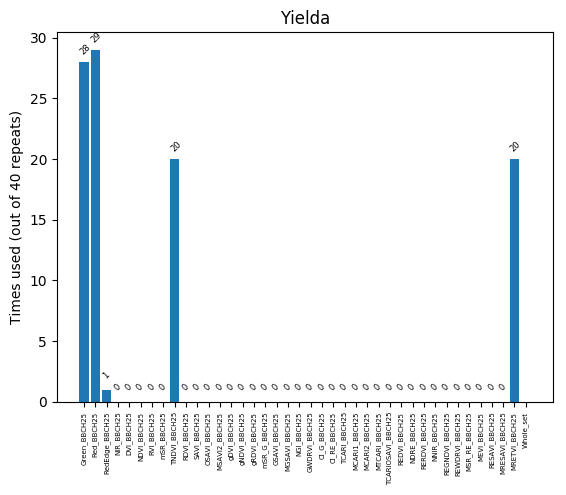 Yielda
Times used (out of 40 repeats)
30
25
20
15
10
5
0
28 29 1 0 0 0 0 0 20 0 0 0 0 0 0 0 0 0 0 0 0 0 0 0 0 0 0 0 0 0 0 0 0 0 0 0 0 0 20
Green_BBCH25
Red_BBCH25
RedEdge_BBCH25
NIR_BBCH25
DVI_BBCH25
NDVI_BBCH25
RVI_BBCH25
mSR_BBCH25
TNDVI_BBCH25
RDVI_BBCH25
SAVI_BBCH25
OSAVI_BBCH25
MSAVI2_BBCH25
gDVI_BBCH25
gNDVI_BBCH25
gRDVI_BBCH25
mSR_G_BBCH25
GSAVI_BBCH25
MGSAVI_BBCH25
NGI_BBCH25
GWDRVI_BBCH25
CI_G_BBCH25
CI_RE_BBCH25
TCARI_BBCH25
MCARI1_BBCH25
MCARI2_BBCH25
MTCARI_BBCH25
TCARIOSAVI_BBCH25
REDVI_BBCH25
NDRE_BBCH25
RERDVI_BBCH25
NNIR_BBCH25
REGNDVI_BBCH25
REWDRVI_BBCH25
MSR_RE_BBCH25
MEVI_BBCH25
RESAVI_BBCH25
MRESAVI_BBCH25
MRETVI_BBCH25
Whole_set